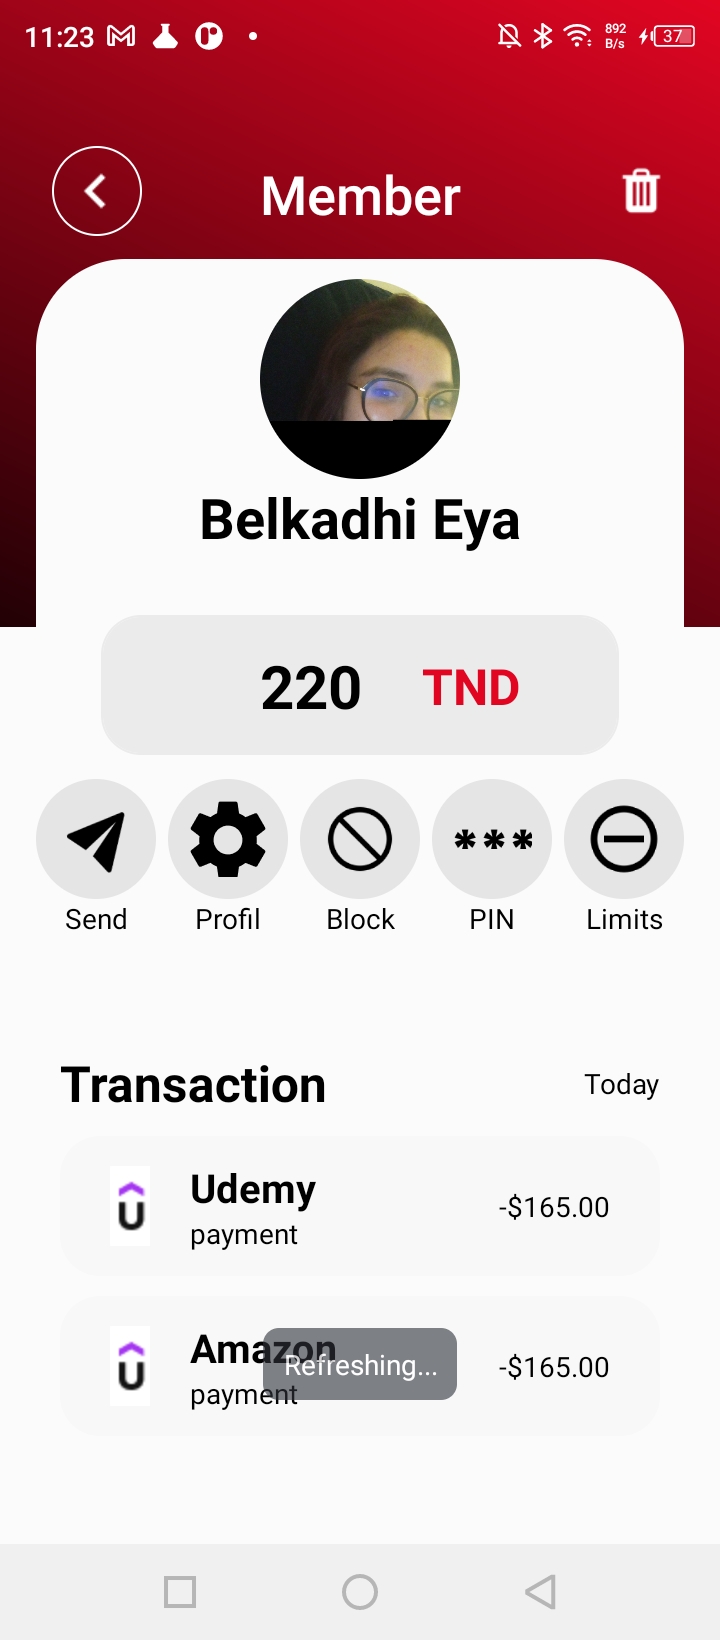 11:23 892 B/s 37
Member
Belkadhi Eya
220 TND
Send Profil Block PIN Limits
Transaction Today
Udemy
payment
-$165.00
Amazon
payment
-$165.00
Refreshing...